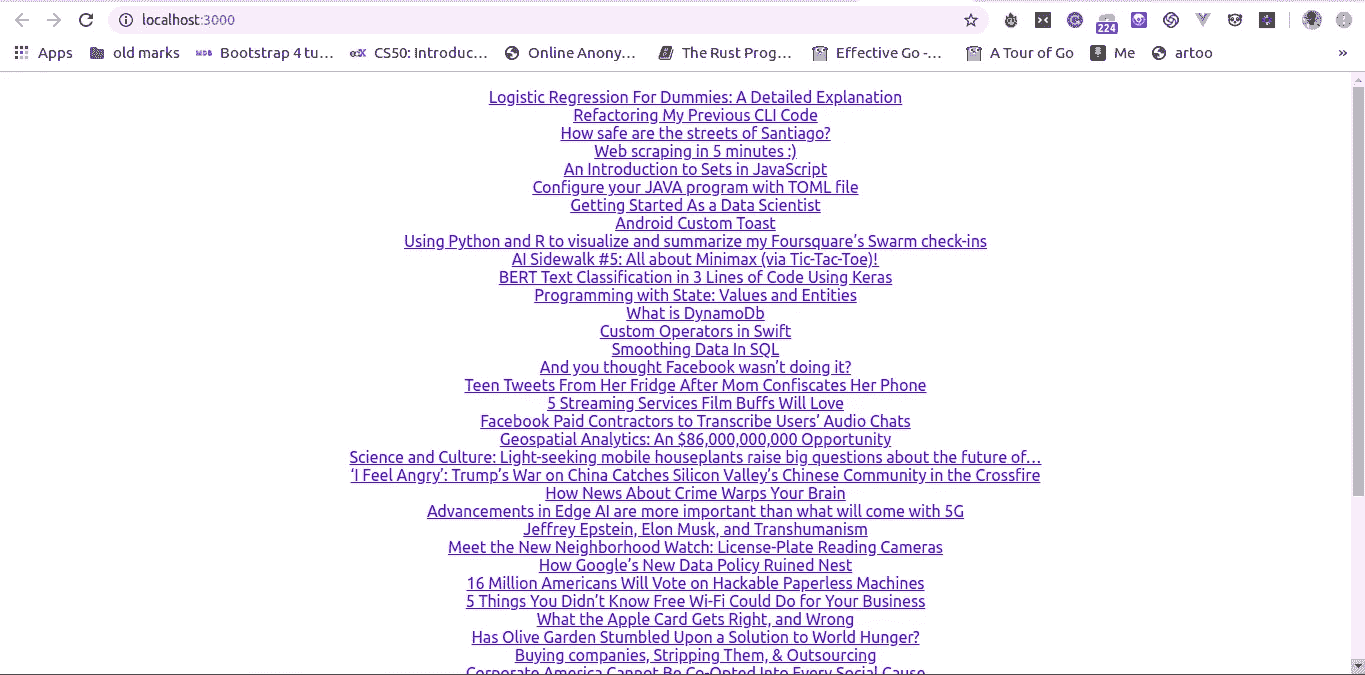 localhost:3000
224
Apps old marks Bootstrap 4 tu… CS50: Introduc… Online Anony… The Rust Prog… Effective Go -… A Tour of Go Me artoo »
Logistic Regression For Dummies: A Detailed Explanation
Refactoring My Previous CLI Code
How safe are the streets of Santiago?
Web scraping in 5 minutes :)
An Introduction to Sets in JavaScript
Configure your JAVA program with TOML file
Getting Started As a Data Scientist
Android Custom Toast
Using Python and R to visualize and summarize my Foursquare’s Swarm check-ins
AI Sidewalk #5: All about Minimax (via Tic-Tac-Toe)!
BERT Text Classification in 3 Lines of Code Using Keras
Programming with State: Values and Entities
What is DynamoDb
Custom Operators in Swift
Smoothing Data In SQL
And you thought Facebook wasn’t doing it?
Teen Tweets From Her Fridge After Mom Confiscates Her Phone
5 Streaming Services Film Buffs Will Love
Facebook Paid Contractors to Transcribe Users’ Audio Chats
Geospatial Analytics: An $86,000,000,000 Opportunity
Science and Culture: Light-seeking mobile houseplants raise big questions about the future of…
‘I Feel Angry’: Trump’s War on China Catches Silicon Valley’s Chinese Community in the Crossfire
How News About Crime Warps Your Brain
Advancements in Edge AI are more important than what will come with 5G
Jeffrey Epstein, Elon Musk, and Transhumanism
Meet the New Neighborhood Watch: License-Plate Reading Cameras
How Google’s New Data Policy Ruined Nest
16 Million Americans Will Vote on Hackable Paperless Machines
5 Things You Didn’t Know Free Wi-Fi Could Do for Your Business
What the Apple Card Gets Right, and Wrong
Has Olive Garden Stumbled Upon a Solution to World Hunger?
Buying companies, Stripping Them, & Outsourcing
Corporate America Cannot Be Co-Opted Into Every Social Cause